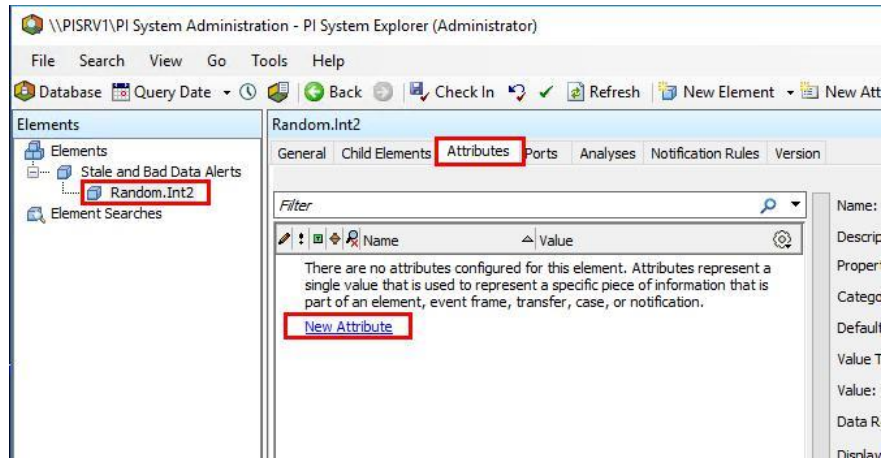 \\PISRV1\PI System Administration - PI System Explorer (Administrator)
File Search View Go Tools Help
Database Query Date Back Check In Refresh New Element New Att
Elements
Elements
Stale and Bad Data Alerts
Random.Int2
Element Searches
Random.Int2
General Child Elements Attributes Ports Analyses Notification Rules Version
Filter
Name Value
There are no attributes configured for this element. Attributes represent a
single value that is used to represent a specific piece of information that is
part of an element, event frame, transfer, case, or notification.
New Attribute
Name:
Descrip
Propert
Catego
Default
Value T
Value:
Data R
Display